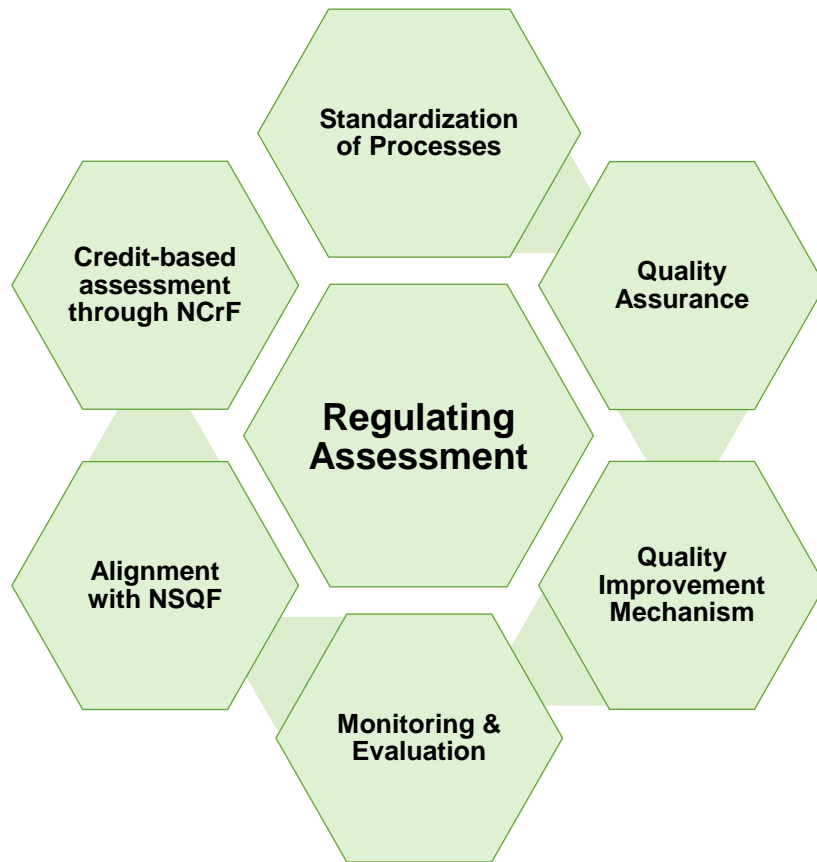 Standardization
of Processes
Credit-based
assessment
through NCrF
Quality
Assurance
Regulating
Assessment
Alignment
with NSQF
Quality
Improvement
Mechanism
Monitoring &
Evaluation